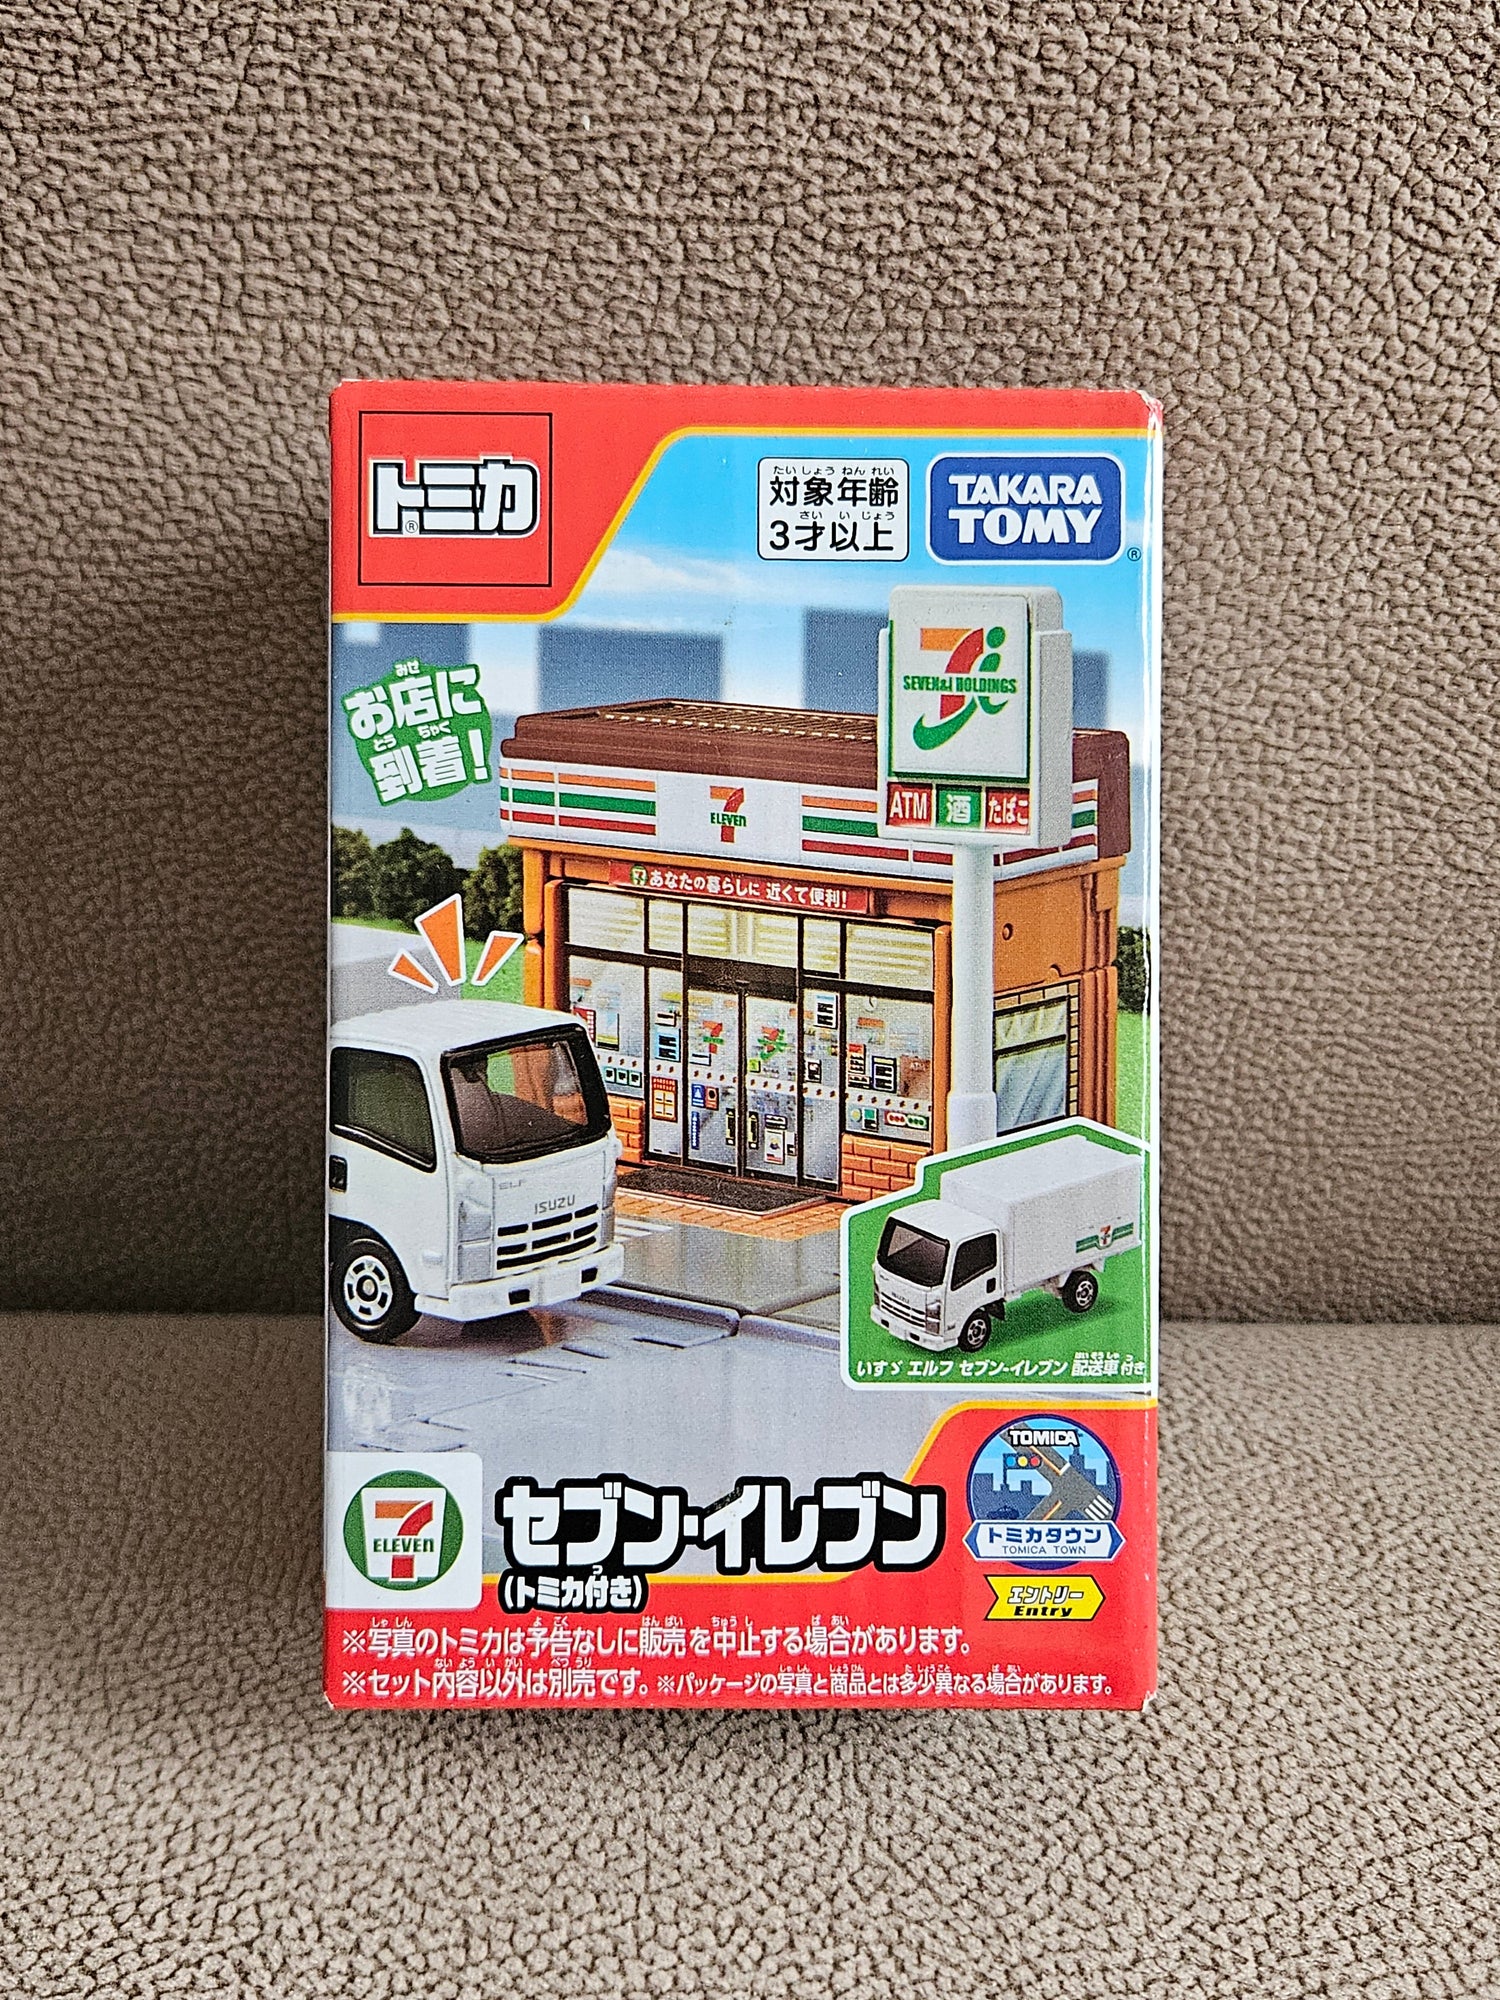 トミカ
対象年齢
3才以上
TAKARA
TOMY
お店に
到着!
SEVEN&i HOLDINGS
ATM 酒 たばこ
7
ELEVEN
あなたの暮らしに 近くて便利!
ELF
ISUZU
いすゞ エルフ セブン-イレブン 配送車付き
7
ELEVEN
セブン-イレブン
(トミカ付き)
TOMICA
トミカタウン
TOMICA TOWN
エントリー
Entry
※写真のトミカは予告なしに販売を中止する場合があります。
※セット内容以外は別売です。※パッケージの写真と商品とは多少異なる場合があります。